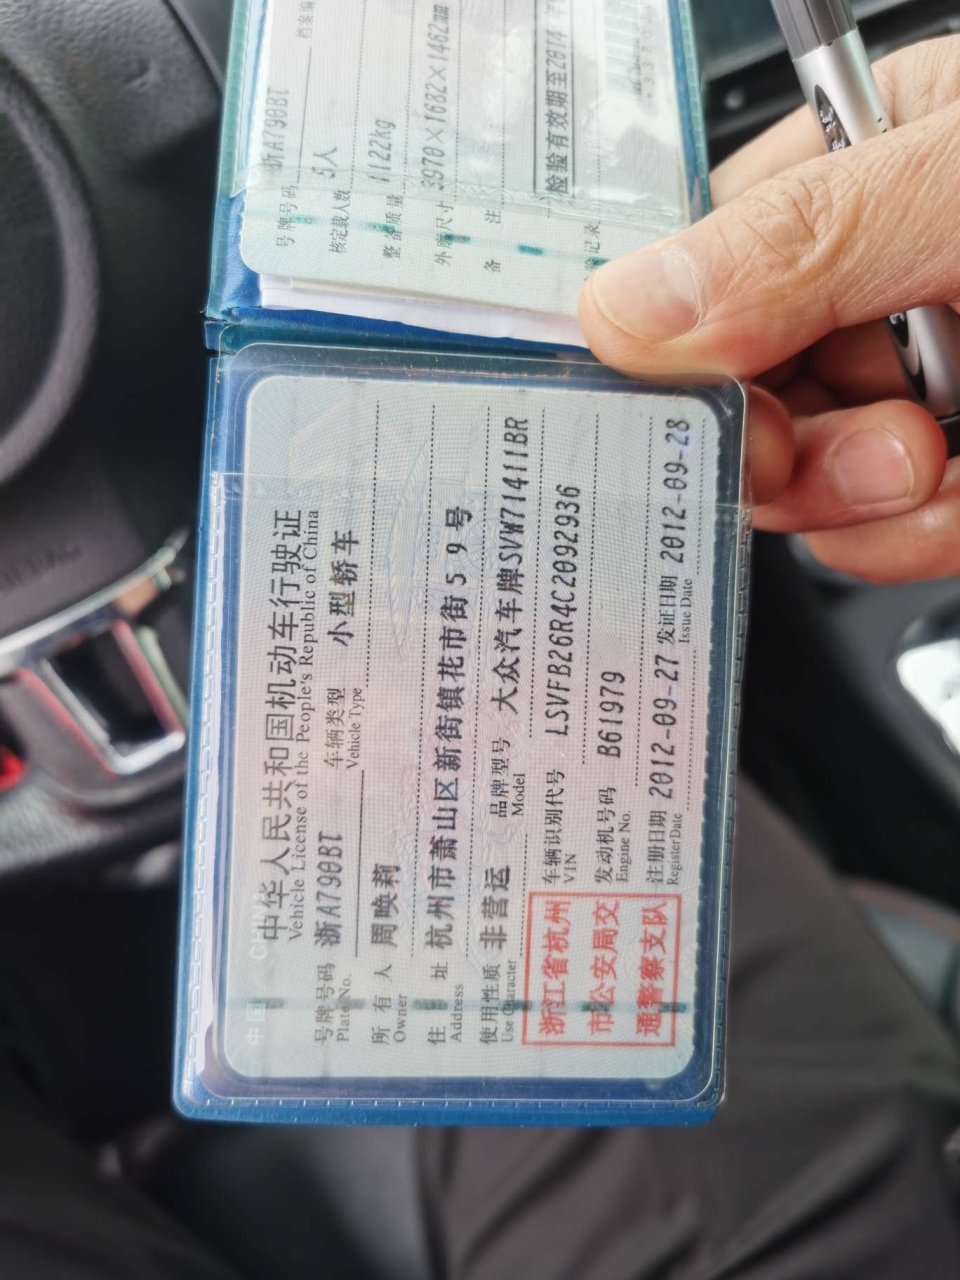 中华人民共和国机动车行驶证
Vehicle License of the People's Republic of China
号牌号码 浙A790BT 车辆类型 小型轿车
Plate No. Vehicle Type
所有人 周唤莉
Owner
住址 杭州市萧山区新街镇花市街59号
Address
使用性质 非营运 品牌型号 大众汽车牌SVW71411BR
Use Character Model
浙江省杭州
市公安局交
通警察支队
车辆识别代号 LSVFB26R4C2092936
VIN
发动机号码 B61979
Engine No.
注册日期 2012-09-27 发证日期 2012-09-28
Register Date Issue Date
号牌号码 浙A790BT 档案编
核定载人数 5人
整备质量 1122kg
外廓尺寸 3970×1682×1462mm
备注
检验有效期至2014
记录